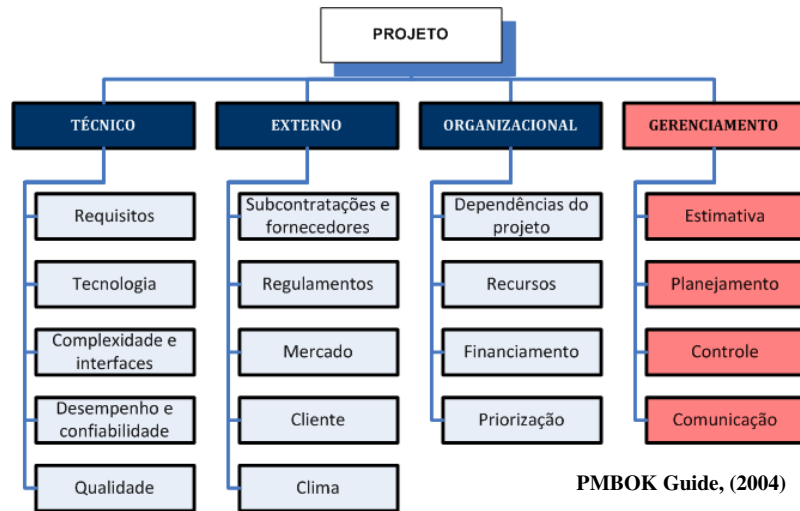 PROJETO
TÉCNICO
Requisitos
Tecnologia
Complexidade e
interfaces
Desempenho e
confiabilidade
Qualidade
EXTERNO
Subcontratações e
fornecedores
Regulamentos
Mercado
Cliente
Clima
ORGANIZACIONAL
Dependências do
projeto
Recursos
Financiamento
Priorização
GERENCIAMENTO
Estimativa
Planejamento
Controle
Comunicação
PMBOK Guide, (2004)